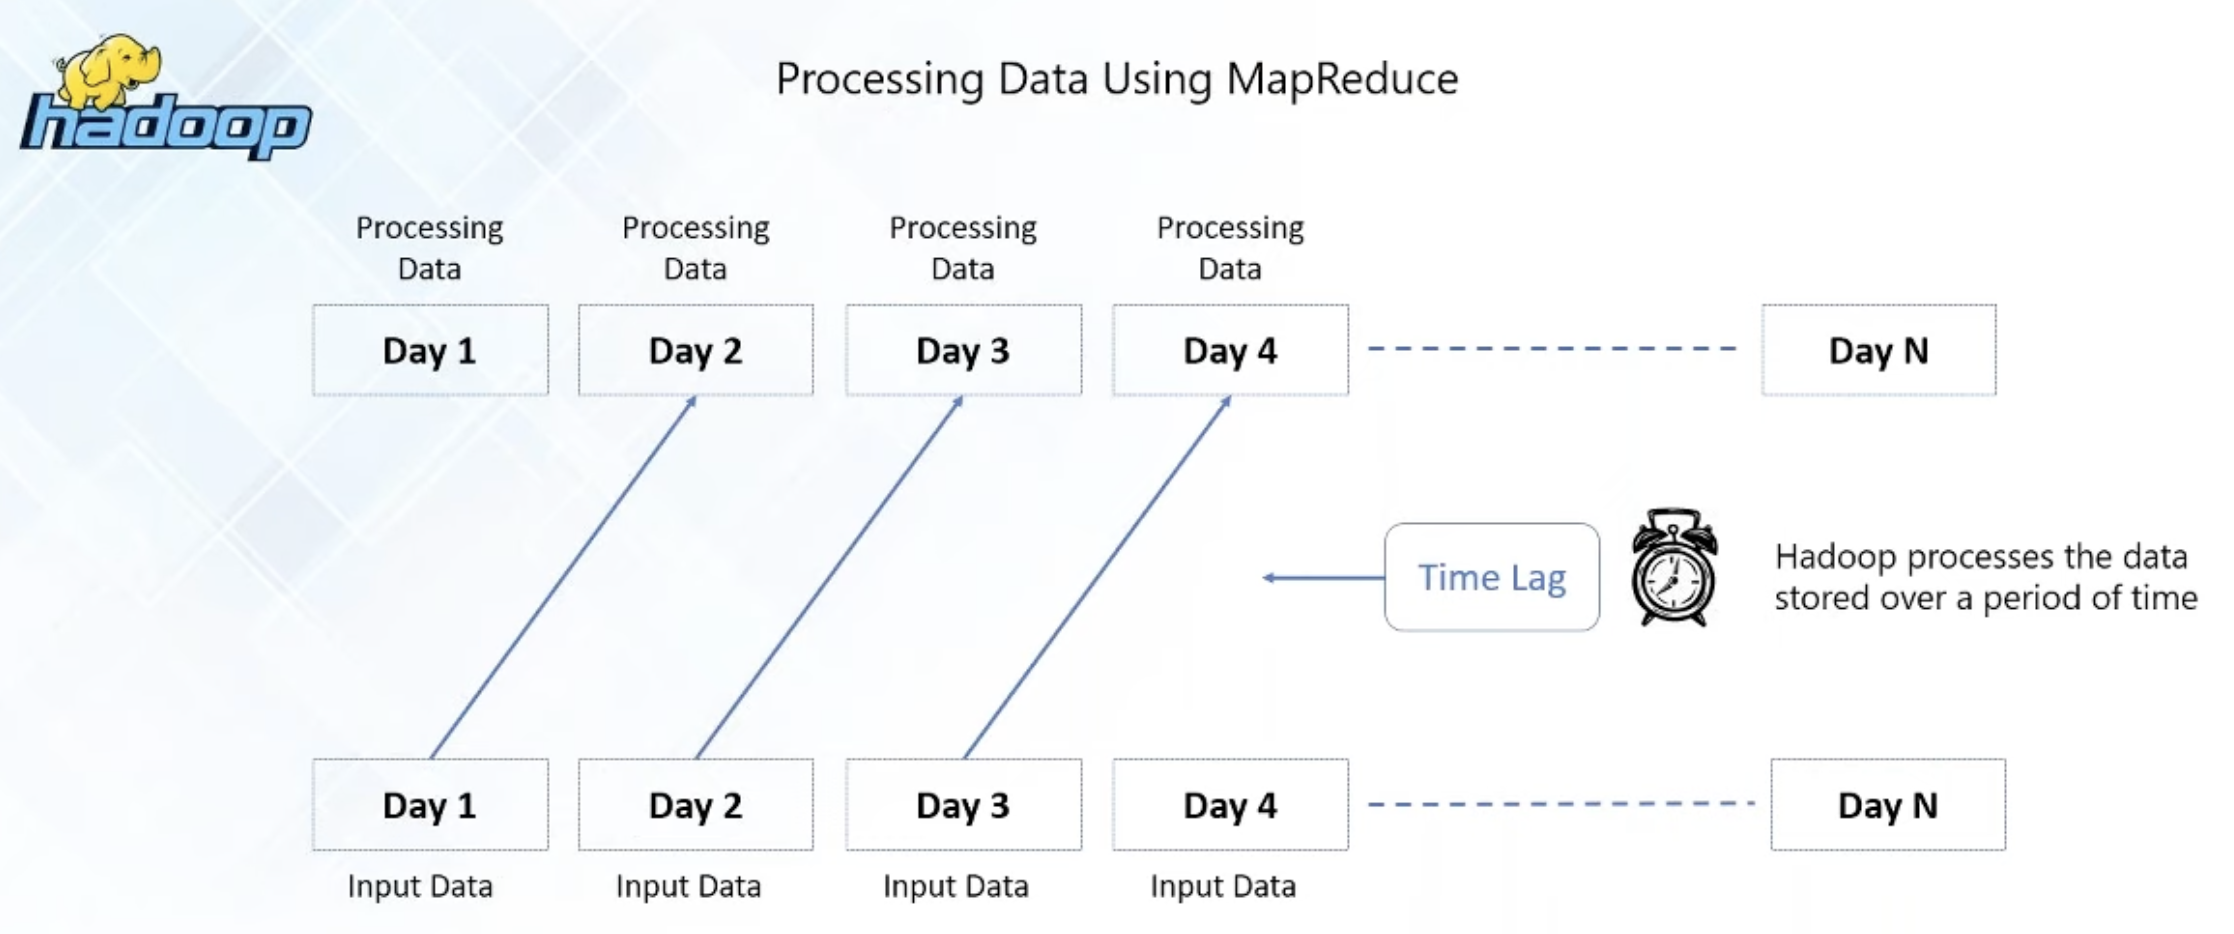 hadoop
Processing Data Using MapReduce
Processing
Data
Processing
Data
Processing
Data
Processing
Data
Day 1
Day 2
Day 3
Day 4
Day N
Time Lag
Hadoop processes the data
stored over a period of time
Day 1
Day 2
Day 3
Day 4
Day N
Input Data
Input Data
Input Data
Input Data